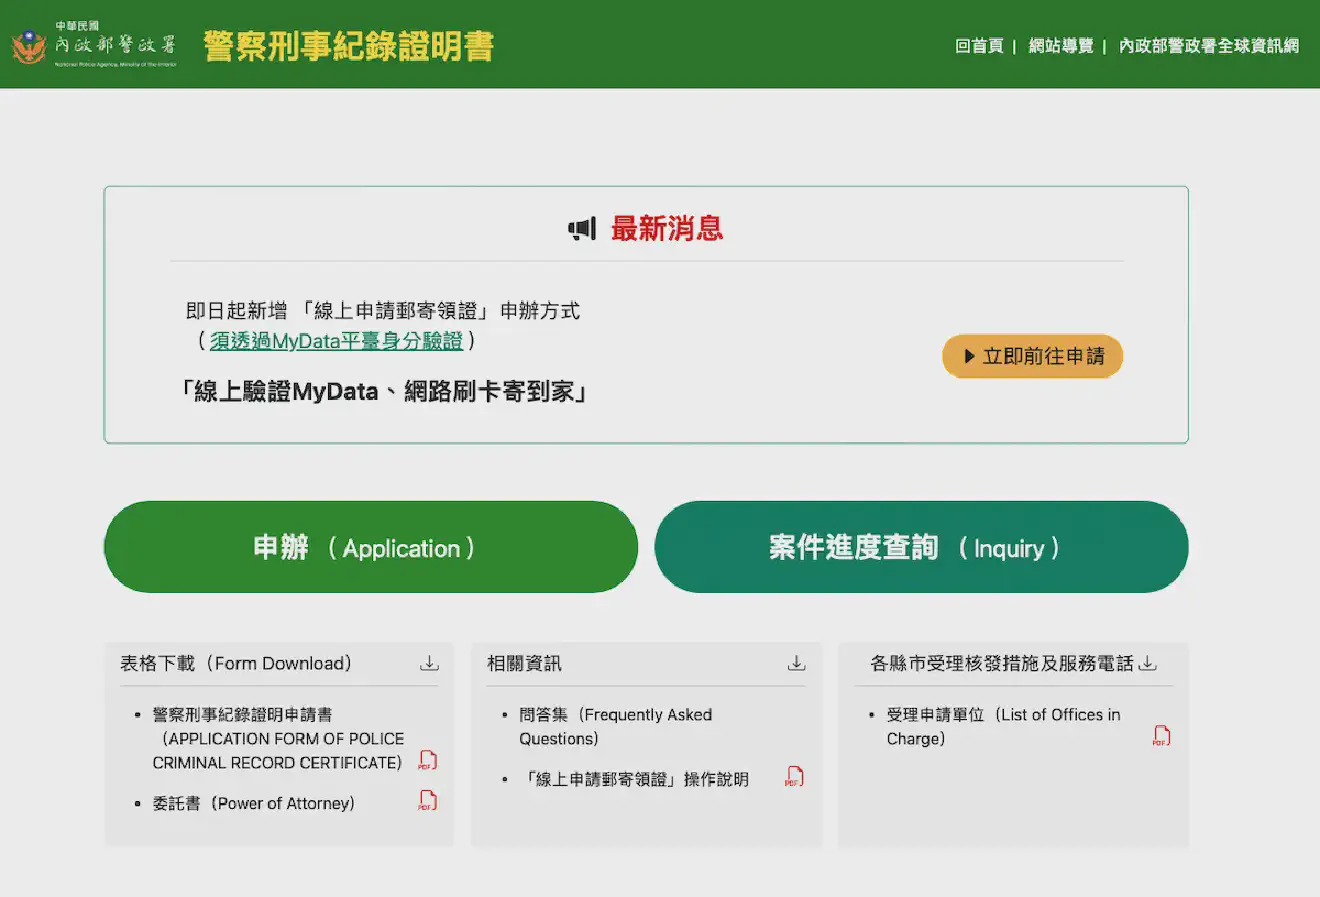 中華民國
內政部警政署
National Police Agency, Ministry of the Interior
警察刑事紀錄證明書
回首頁 | 網站導覽 | 內政部警政署全球資訊網
最新消息
即日起新增 「線上申請郵寄領證」申辦方式
（須透過MyData平臺身分驗證）
「線上驗證MyData、網路刷卡寄到家」
立即前往申請
申辦 （Application）
案件進度查詢 （Inquiry）
表格下載（Form Download）
• 警察刑事紀錄證明申請書
（APPLICATION FORM OF POLICE
CRIMINAL RECORD CERTIFICATE）
PDF
• 委託書（Power of Attorney）
PDF
相關資訊
• 問答集（Frequently Asked
Questions）
• 「線上申請郵寄領證」操作說明
PDF
各縣市受理核發措施及服務電話
• 受理申請單位（List of Offices in
Charge）
PDF